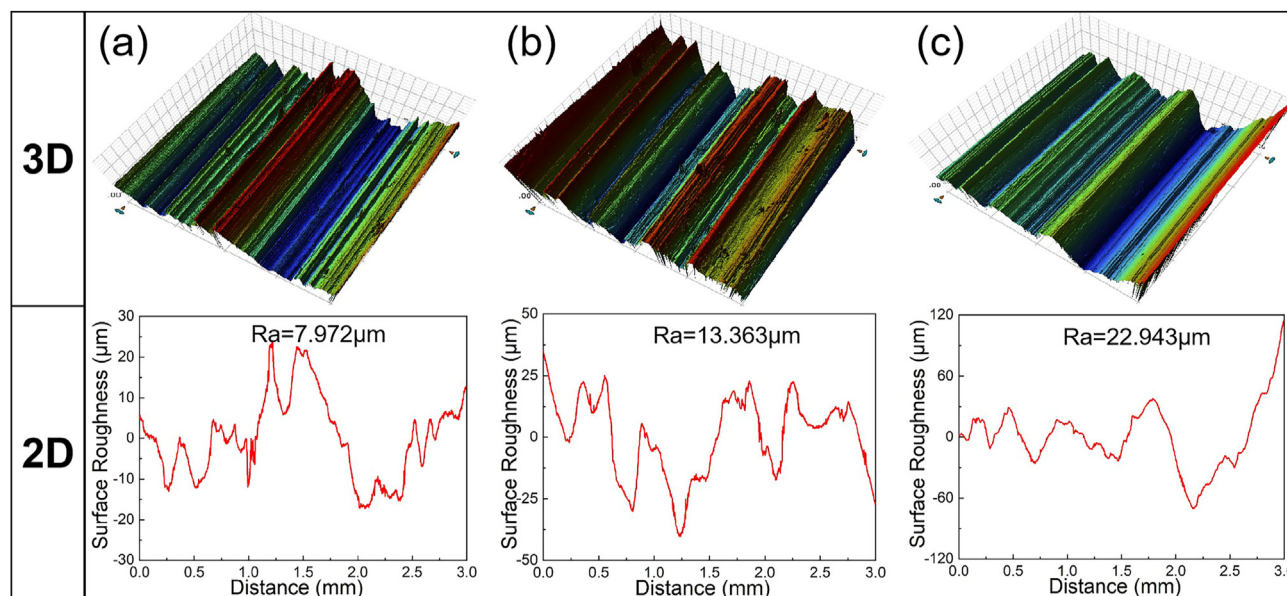 3D
(a)
(b)
(c)
.00
.00
.00
2D
Ra=7.972μm
Surface Roughness (μm)
30
20
10
0
-10
-20
-30
0.0 0.5 1.0 1.5 2.0 2.5 3.0
Distance (mm)
Ra=13.363μm
Surface Roughness (μm)
50
25
0
-25
-50
0.0 0.5 1.0 1.5 2.0 2.5 3.0
Distance (mm)
Ra=22.943μm
Surface Roughness (μm)
120
60
0
-60
-120
0.0 0.5 1.0 1.5 2.0 2.5 3.0
Distance (mm)